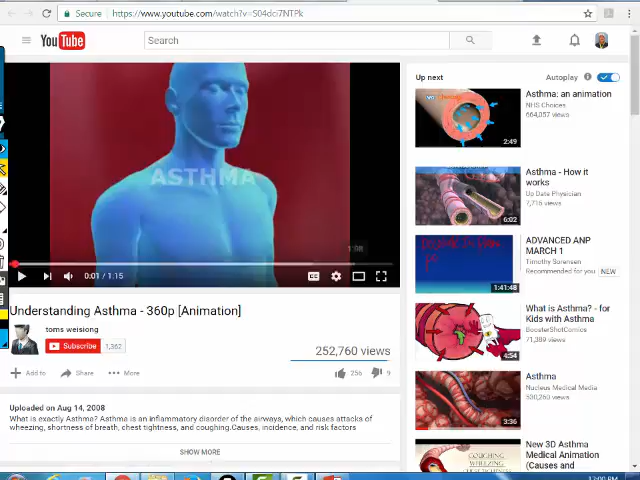 Secure
https://www.youtube.com/watch?v=S04dci7NTPk
YouTube
Search
Up next
Autoplay
ASTHMA
Asthma: an animation
NHS Choices
664,057 views
2:49
Asthma - How it
works
Up Date Physician
7,715 views
6:02
ADVANCED ANP
MARCH 1
Timothy Sorensen
Recommended for you NEW
1:41:48
What is Asthma? - for
Kids with Asthma
BoosterShotComics
71,389 views
4:54
Asthma
Nucleus Medical Media
3:36
New 3D Asthma
Medical Animation
(Causes and
COUGHING
WHEEZING
1:08
0:01 / 1:15
CC
Understanding Asthma - 360p [Animation]
toms weisiong
Subscribe 1,362
252,760 views
Add to
Share
More
256
9
Uploaded on Aug 14, 2008
What is exactly Asthma? Asthma is an inflammatory disorder of the airways, which causes attacks of
wheezing, shortness of breath, chest tightness, and coughing.Causes, incidence, and risk factors
SHOW MORE